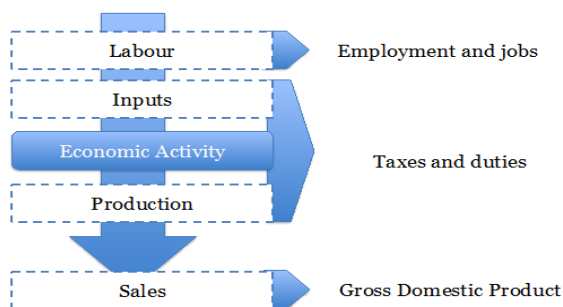 Labour
Employment and jobs
Inputs
Economic Activity
Taxes and duties
Production
Sales
Gross Domestic Product